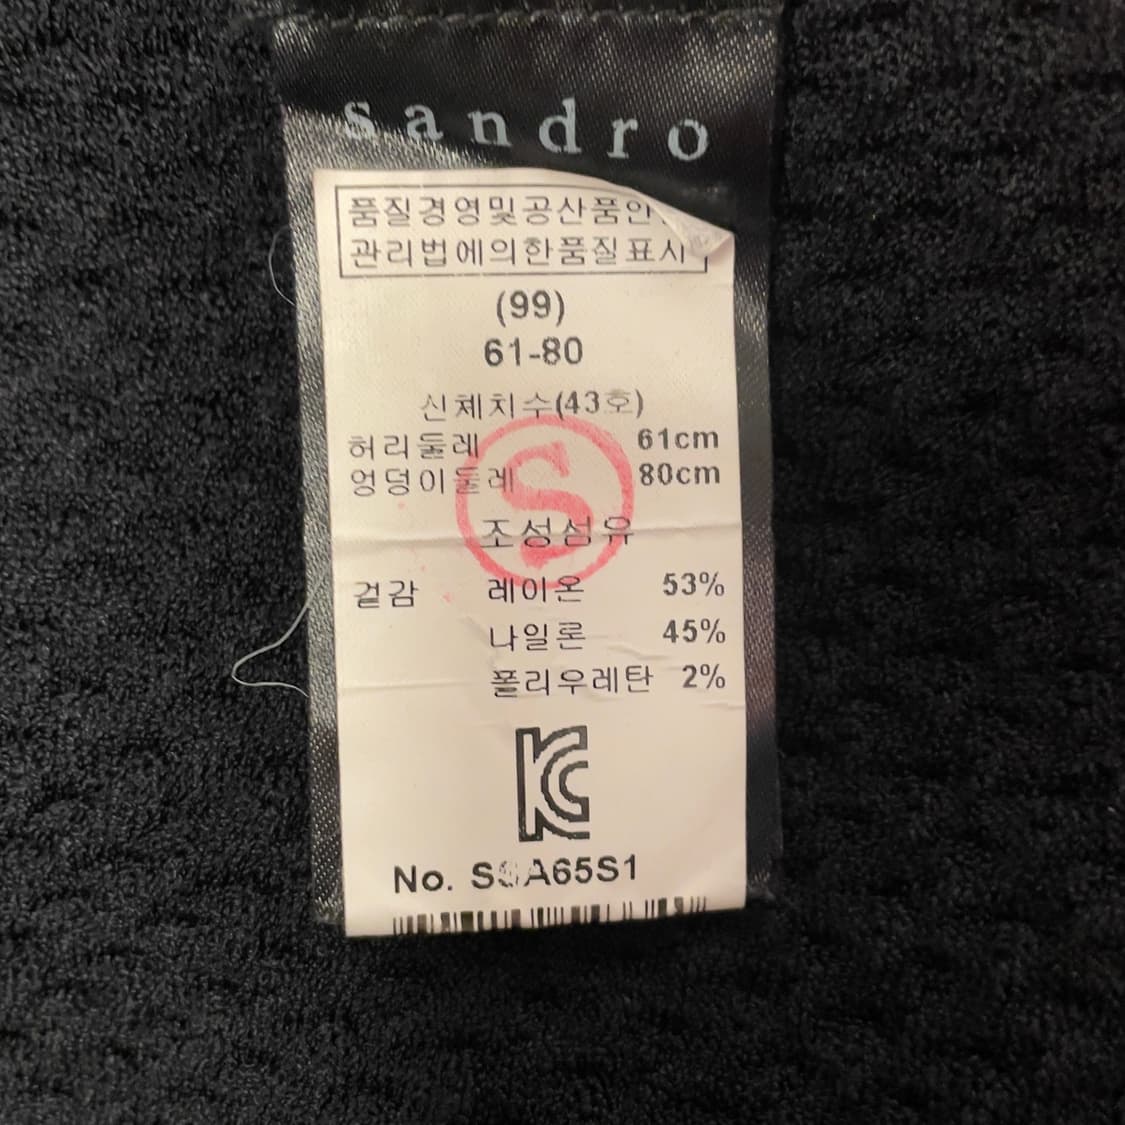 sandro
품질경영및공산품안
관리법에의한품질표시
(99)
61-80
신체치수(43호)
허리둘레 61cm
엉덩이둘레 80cm
S
조성섬유
겉감 레이온 53%
나일론 45%
폴리우레탄 2%
KC
No. SSA65S1